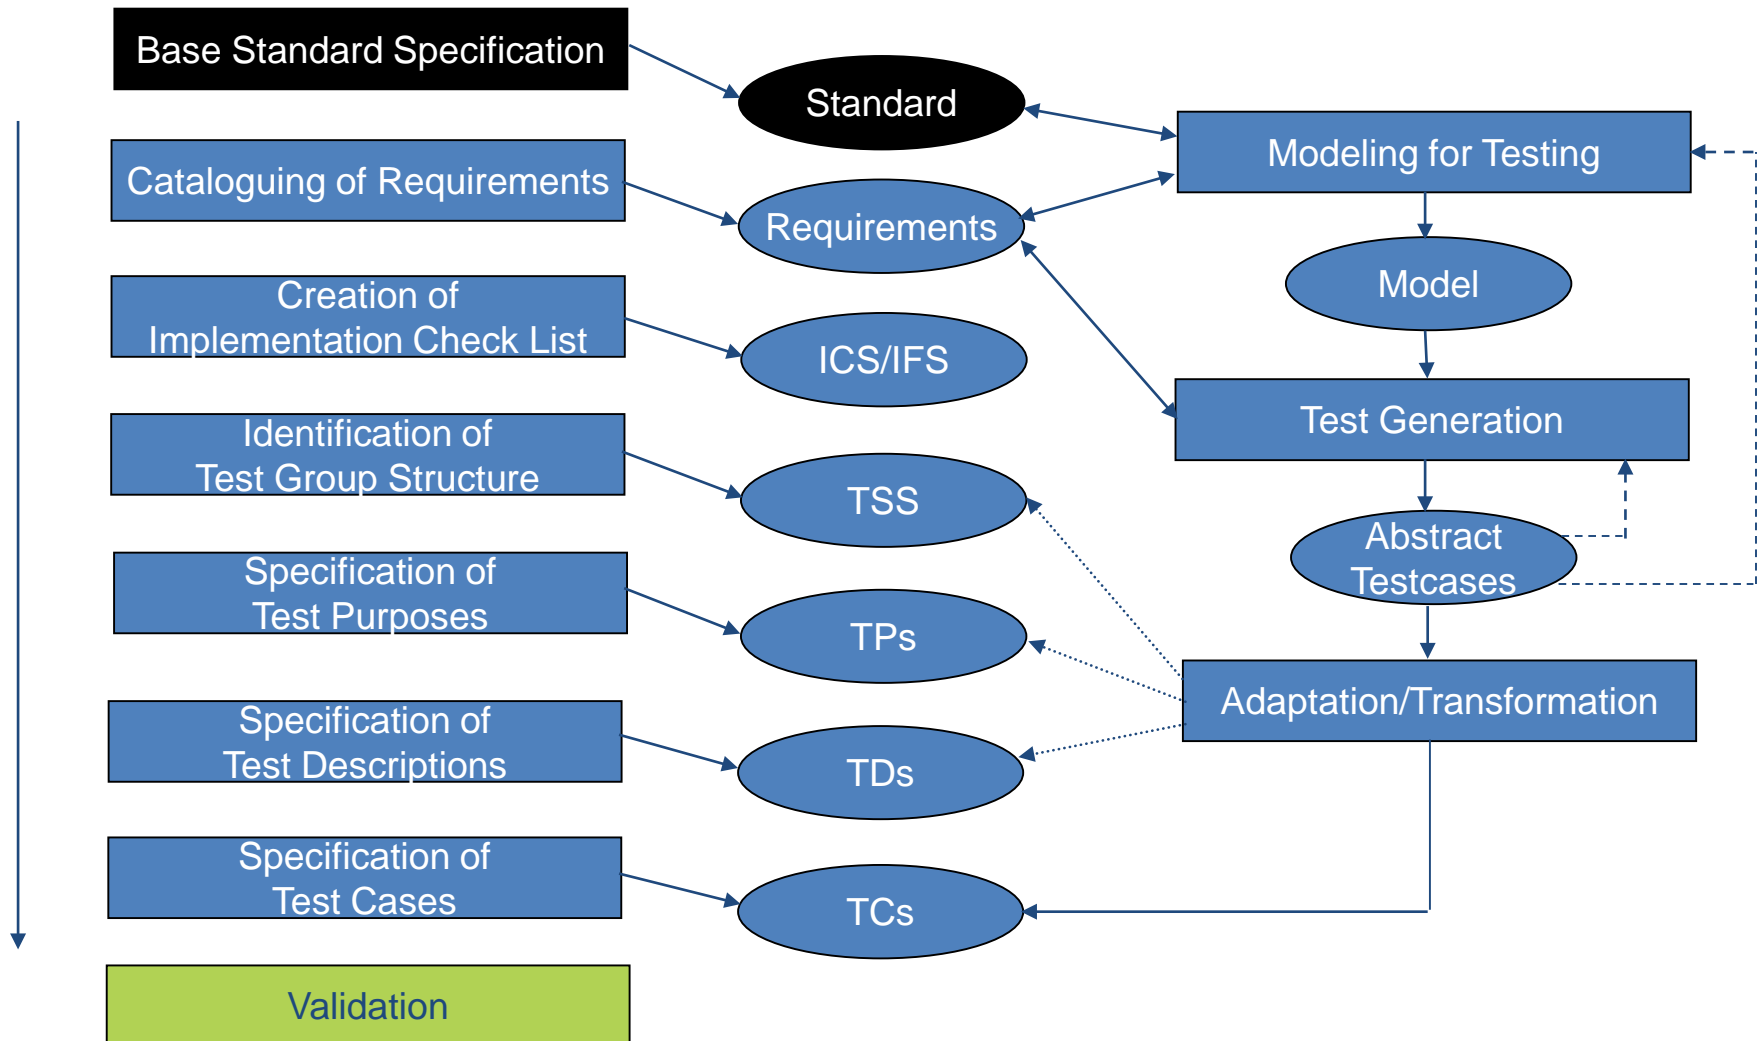 Base Standard Specification
Standard
Cataloguing of Requirements
Requirements
Creation of
Implementation Check List
ICS/IFS
Identification of
Test Group Structure
TSS
Specification of
Test Purposes
TPs
Specification of
Test Descriptions
TDs
Specification of
Test Cases
TCs
Validation
Modeling for Testing
Model
Test Generation
Abstract
Testcases
Adaptation/Transformation